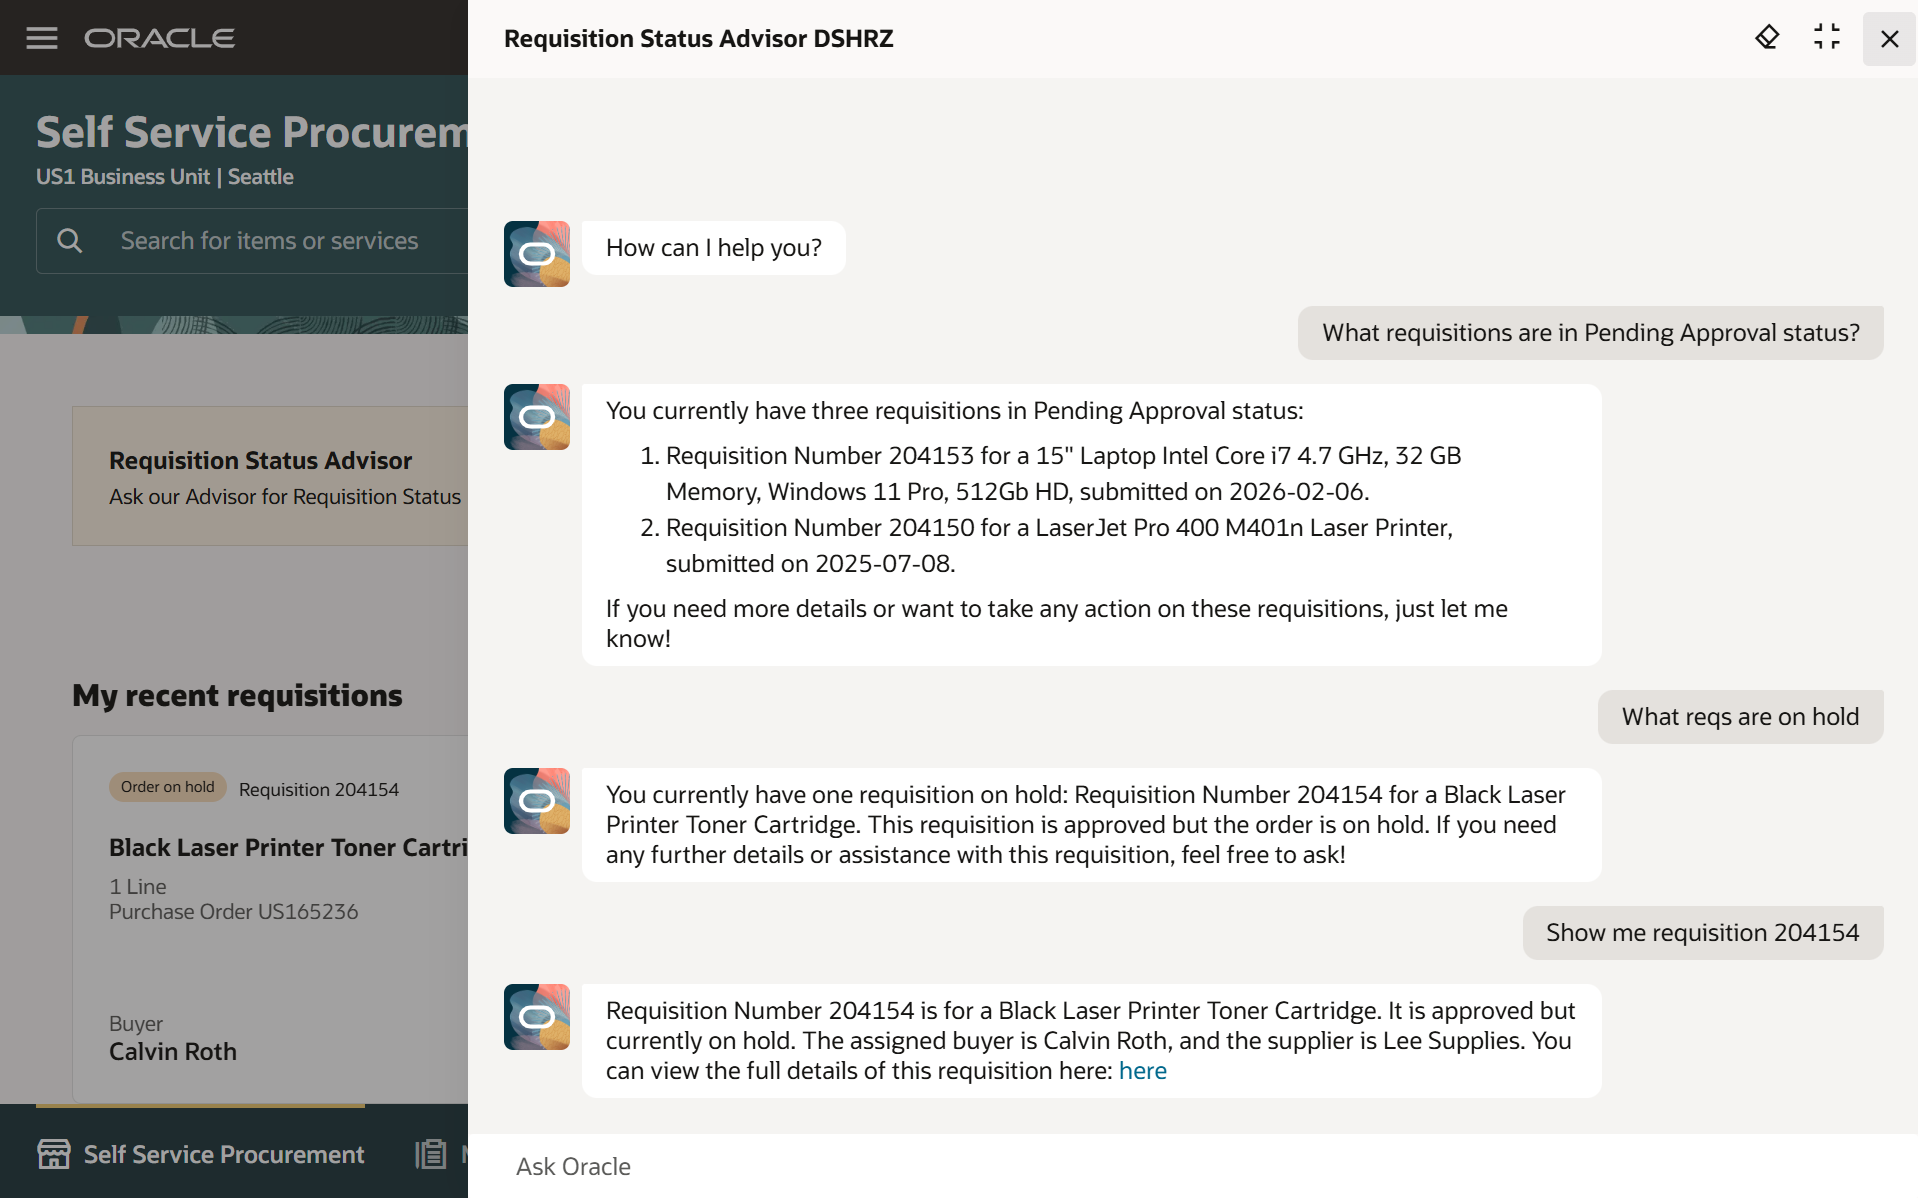 ORACLE
Self Service Procurem
US1 Business Unit | Seattle
Search for items or services
Requisition Status Advisor
Ask our Advisor for Requisition Status
My recent requisitions
Order on hold
Requisition 204154
Black Laser Printer Toner Cartri
1 Line
Purchase Order US165236
Buyer
Calvin Roth
Self Service Procurement
Requisition Status Advisor DSHRZ
How can I help you?
What requisitions are in Pending Approval status?
You currently have three requisitions in Pending Approval status:
1. Requisition Number 204153 for a 15" Laptop Intel Core i7 4.7 GHz, 32 GB
Memory, Windows 11 Pro, 512Gb HD, submitted on 2026-02-06.
2. Requisition Number 204150 for a LaserJet Pro 400 M401n Laser Printer,
submitted on 2025-07-08.
If you need more details or want to take any action on these requisitions, just let me
know!
What reqs are on hold
You currently have one requisition on hold: Requisition Number 204154 for a Black Laser
Printer Toner Cartridge. This requisition is approved but the order is on hold. If you need
any further details or assistance with this requisition, feel free to ask!
Show me requisition 204154
Requisition Number 204154 is for a Black Laser Printer Toner Cartridge. It is approved but
currently on hold. The assigned buyer is Calvin Roth, and the supplier is Lee Supplies. You
can view the full details of this requisition here: here
Ask Oracle